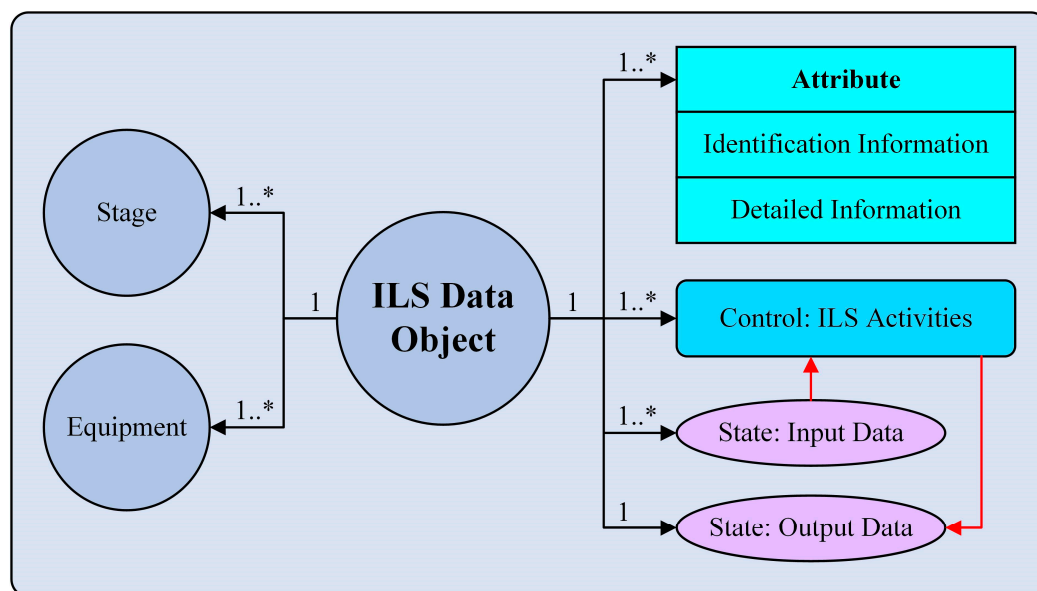 Stage
1..*
Equipment
1..*
1
ILS Data
Object
1
1..*
Attribute
Identification Information
Detailed Information
1..*
Control: ILS Activities
1..*
State: Input Data
1
State: Output Data